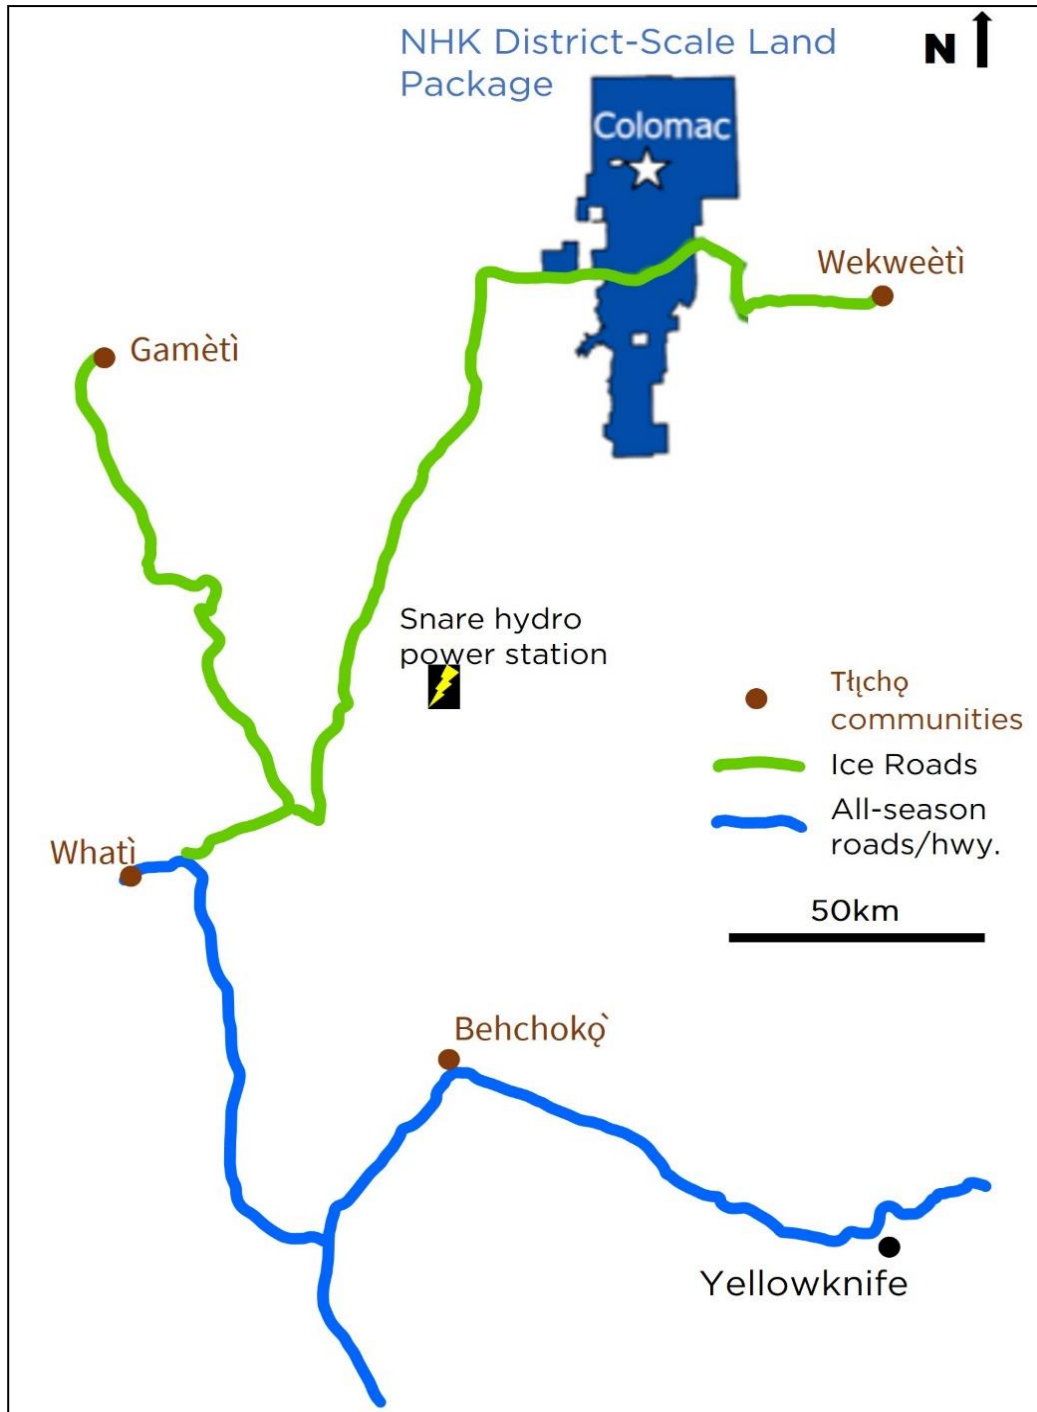 NHK District-Scale Land
Package
N
Colomac
Wekweètì
Gamètì
Snare hydro
power station
Tłı̨chǫ
communities
Ice Roads
All-season
roads/hwy.
Whatì
50km
Behchokǫ̀
Yellowknife